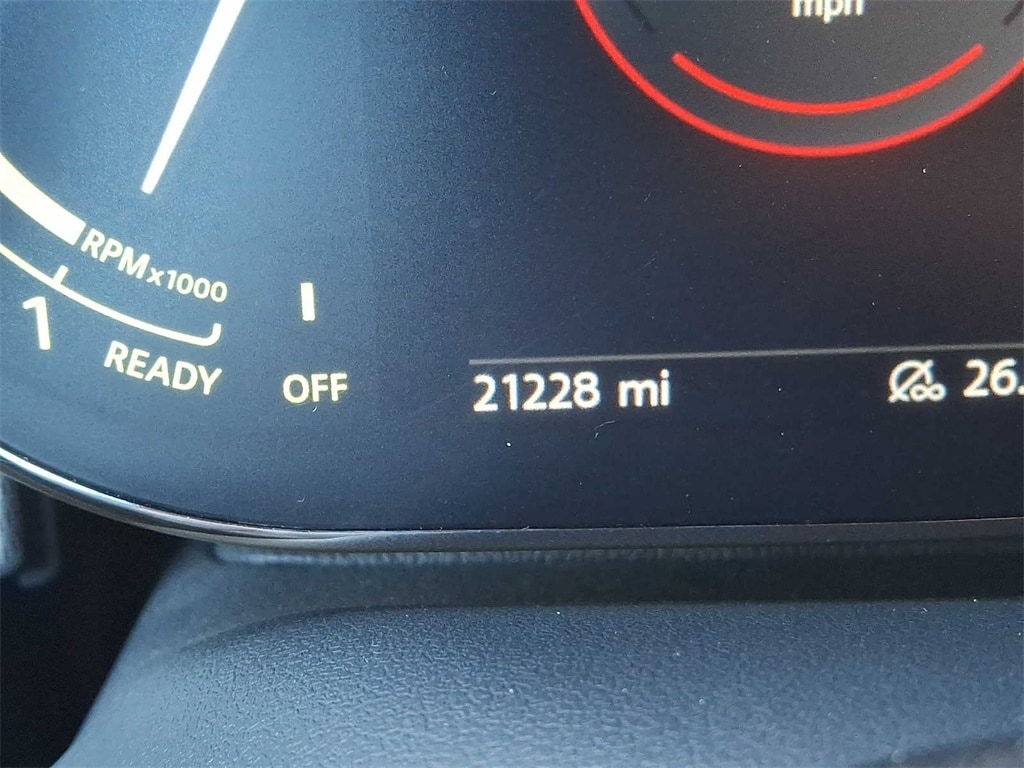 mph
RPMx1000
1
READY
OFF
21228 mi
26.